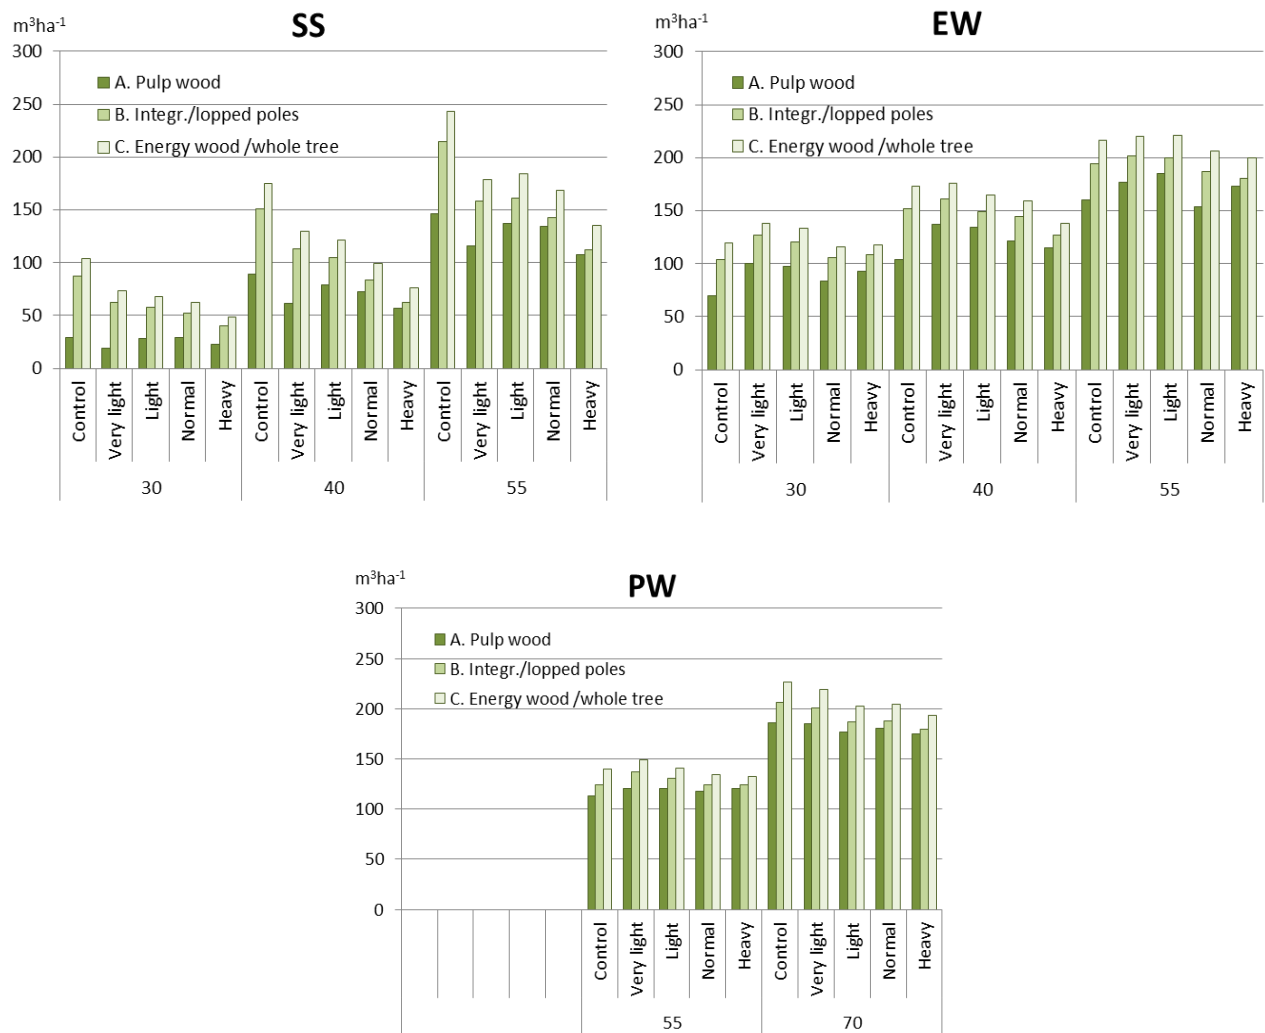 SS
m³ha⁻¹
300
250
200
150
100
50
0
A. Pulp wood
B. Integr./lopped poles
C. Energy wood /whole tree
Control Very light Light Normal Heavy Control Very light Light Normal Heavy Control Very light Light Normal Heavy
30 40 55
EW
m³ha⁻¹
300
250
200
150
100
50
0
A. Pulp wood
B. Integr./lopped poles
C. Energy wood /whole tree
Control Very light Light Normal Heavy Control Very light Light Normal Heavy Control Very light Light Normal Heavy
30 40 55
PW
m³ha⁻¹
300
250
200
150
100
50
0
A. Pulp wood
B. Integr./lopped poles
C. Energy wood /whole tree
Control Very light Light Normal Heavy Control Very light Light Normal Heavy
55 70